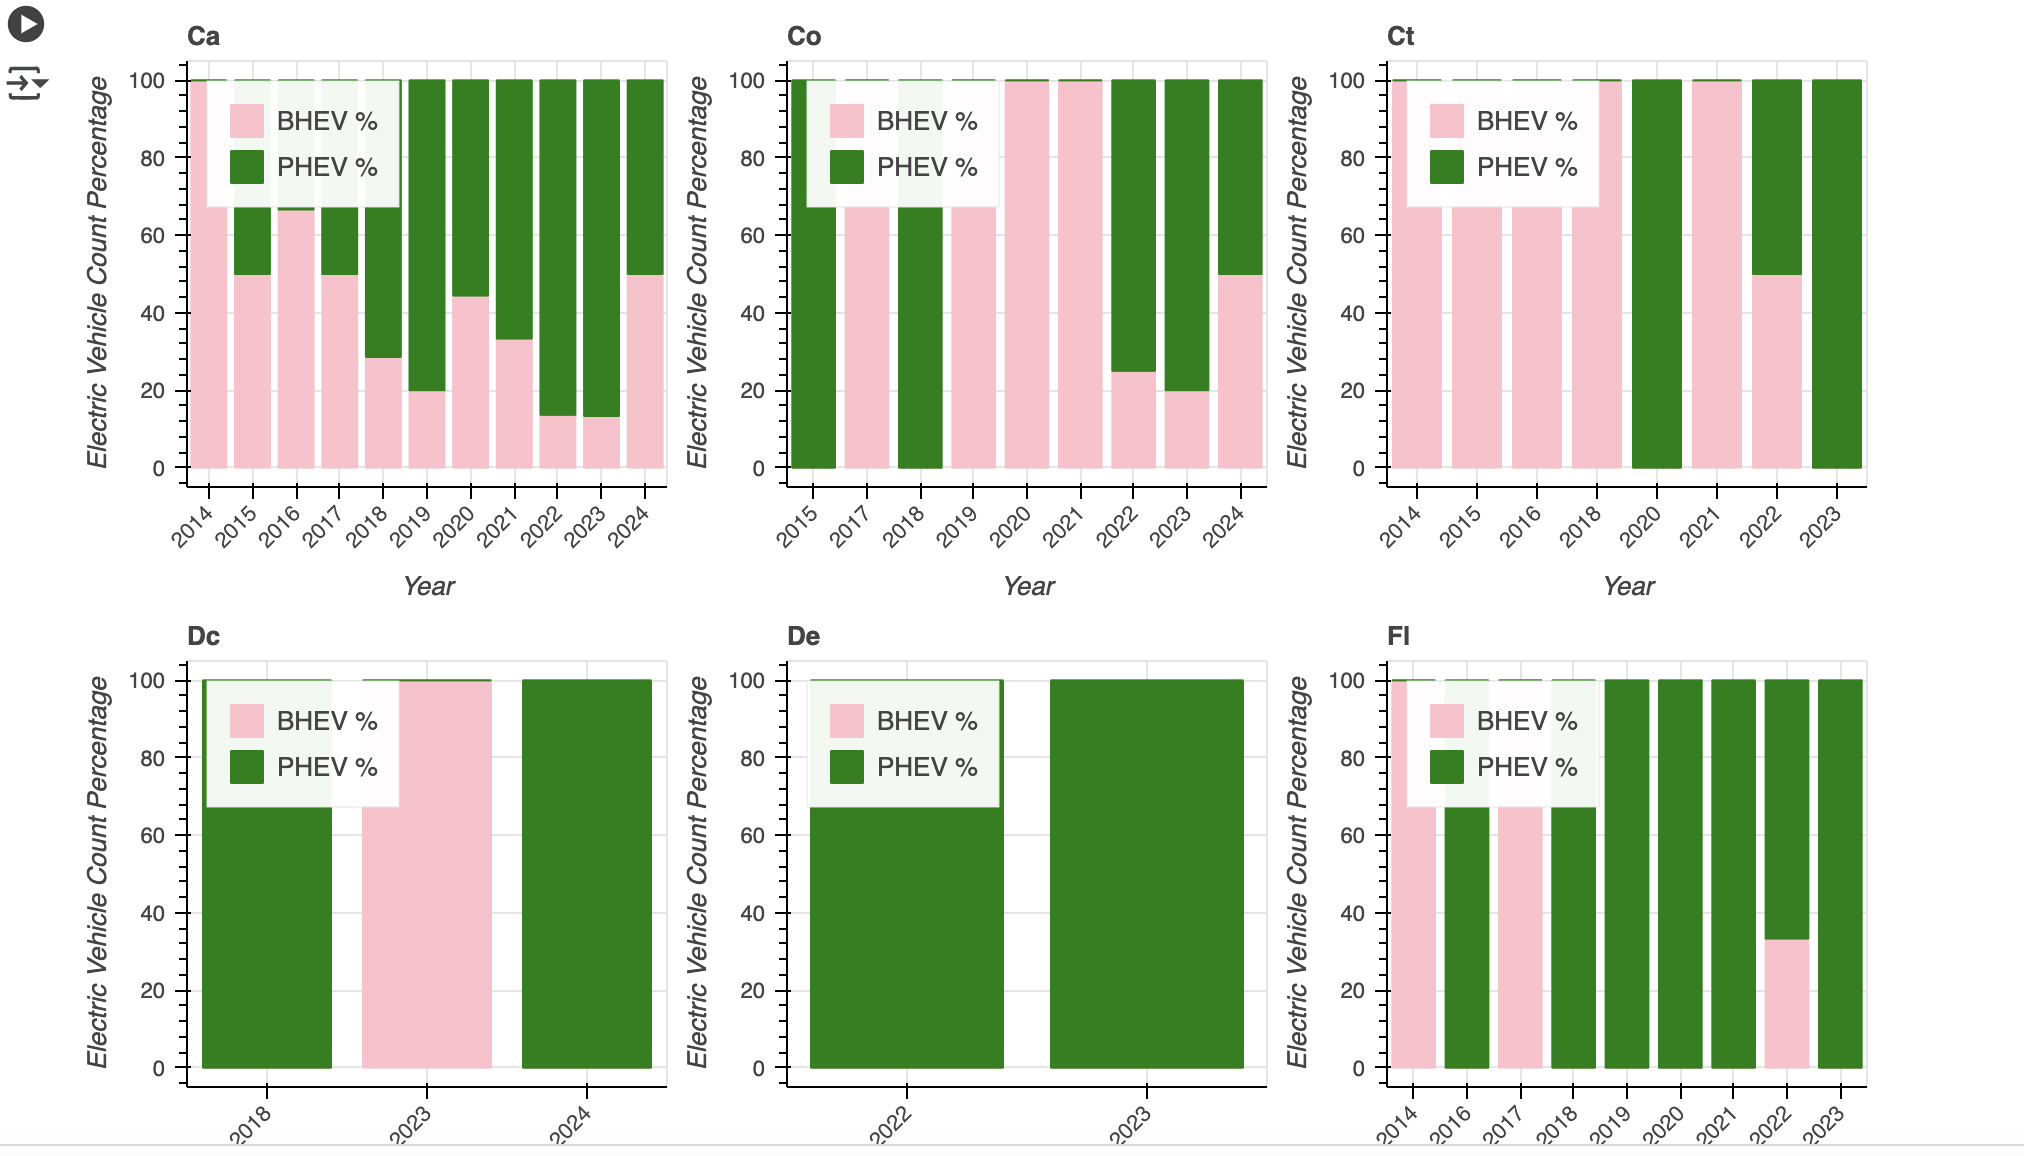 Ca
Electric Vehicle Count Percentage
100
80
60
40
20
0
BHEV %
PHEV %
2014
2015
2016
2017
2018
2019
2020
2021
2022
2023
2024
Year
Co
Electric Vehicle Count Percentage
100
80
60
40
20
0
BHEV %
PHEV %
2015
2017
2018
2019
2020
2021
2022
2023
2024
Year
Ct
Electric Vehicle Count Percentage
100
80
60
40
20
0
BHEV %
PHEV %
2014
2015
2016
2018
2020
2021
2022
2023
Year
Dc
Electric Vehicle Count Percentage
100
80
60
40
20
0
BHEV %
PHEV %
2018
2023
2024
De
Electric Vehicle Count Percentage
100
80
60
40
20
0
BHEV %
PHEV %
2022
2023
Fl
Electric Vehicle Count Percentage
100
80
60
40
20
0
BHEV %
PHEV %
2014
2016
2017
2018
2019
2020
2021
2022
2023